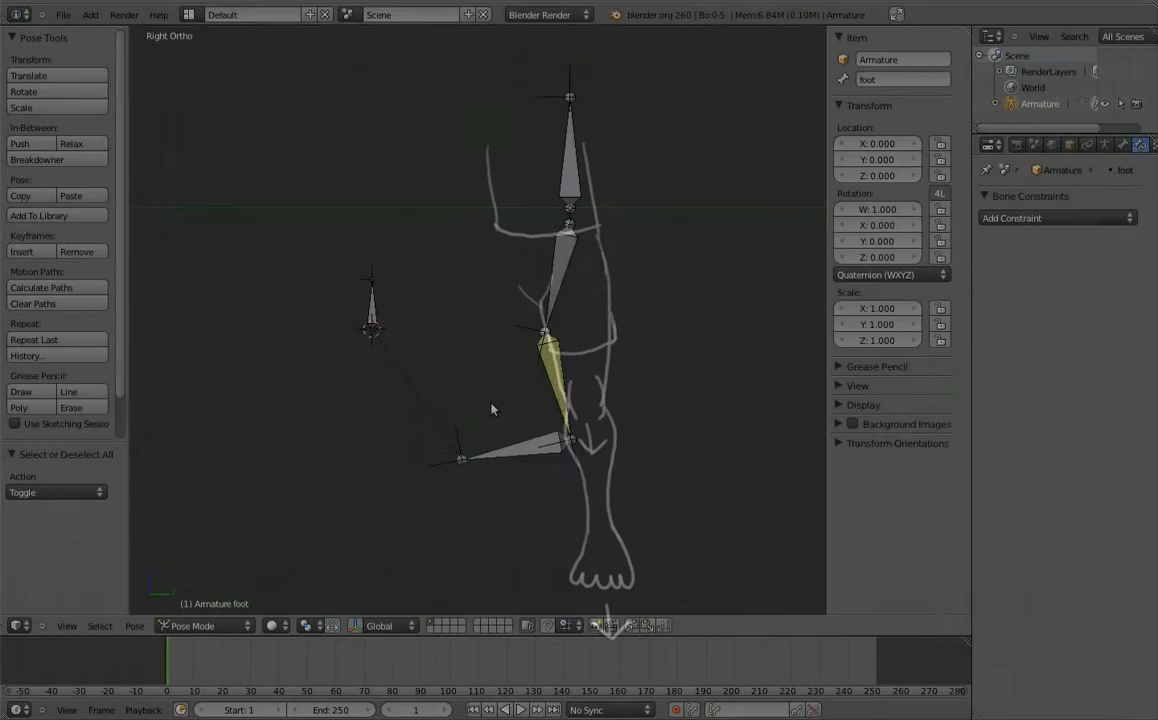 File Add Render Help Default Scene Blender Render blender.org 260 | Bo:0-5 | Mem:6.84M (0.10M) | Armature
Pose Tools
Transform:
Translate
Rotate
Scale
In-Between:
Push Relax
Breakdowner
Pose:
Copy Paste
Add To Library
Keyframes:
Insert Remove
Motion Paths:
Calculate Paths
Clear Paths
Repeat:
Repeat Last
History...
Grease Pencil:
Draw Line
Poly Erase
Use Sketching Sessio
Select or Deselect All
Action
Toggle
Right Ortho
(1) Armature foot
Item
Armature
foot
Transform
Location:
X: 0.000
Y: 0.000
Z: 0.000
Rotation:
4L
W: 1.000
X: 0.000
Y: 0.000
Z: 0.000
Quaternion (WXYZ)
Scale:
X: 1.000
Y: 1.000
Z: 1.000
Grease Pencil
View
Display
Background Images
Transform Orientations
View Search All Scenes
Scene
RenderLayers
World
Armature
Armature foot
Bone Constraints
Add Constraint
View Select Pose Pose Mode Global
-50 -40 -30 -20 -10 0 10 20 30 40 50 60 70 80 90 100 110 120 130 140 150 160 170 180 190 200 210 220 230 240 250 260 270 280
View Frame Playback Start: 1 End: 250 1 No Sync